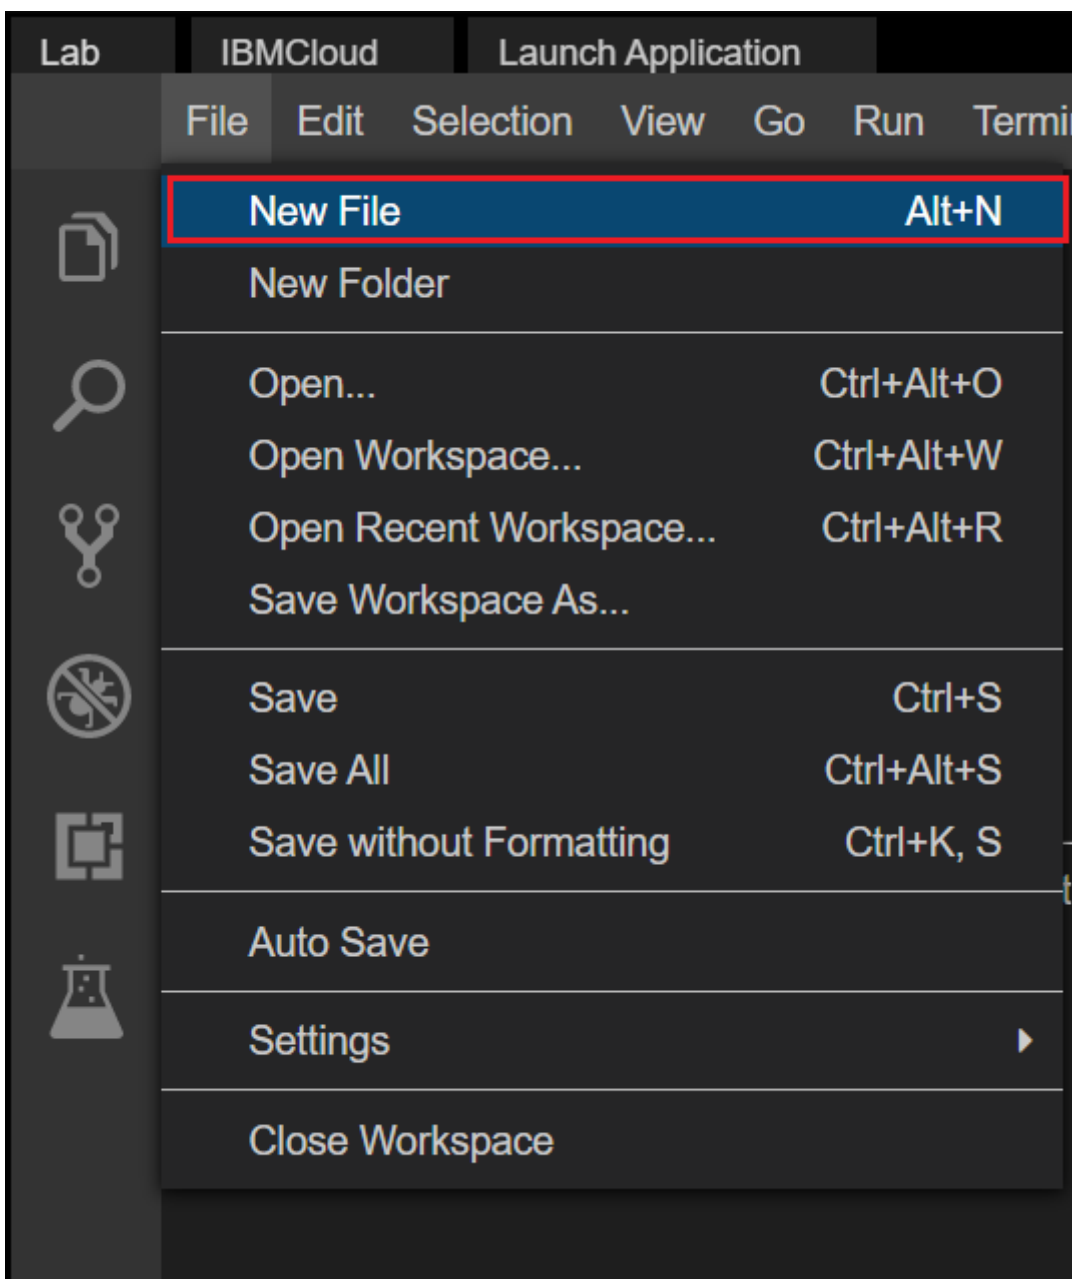 Lab IBMCloud Launch Application
File Edit Selection View Go Run
New File Alt+N
New Folder
Open... Ctrl+Alt+O
Open Workspace... Ctrl+Alt+W
Open Recent Workspace... Ctrl+Alt+R
Save Workspace As...
Save Ctrl+S
Save All Ctrl+Alt+S
Save without Formatting Ctrl+K, S
Auto Save
Settings
Close Workspace